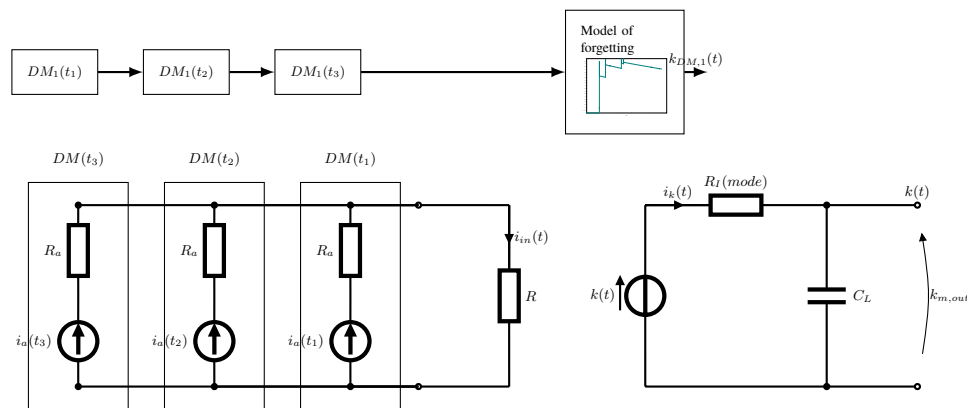 Model of
forgetting
DM₁(t₁)
DM₁(t₂)
DM₁(t₃)
k_{DM,1}(t)
DM(t₃)
DM(t₂)
DM(t₁)
i_k(t)
R_I(mode)
k(t)
R_a
R_a
R_a
i_{in}(t)
R
k(t)
C_L
k_{m,out}
i_a(t₃)
i_a(t₂)
i_a(t₁)